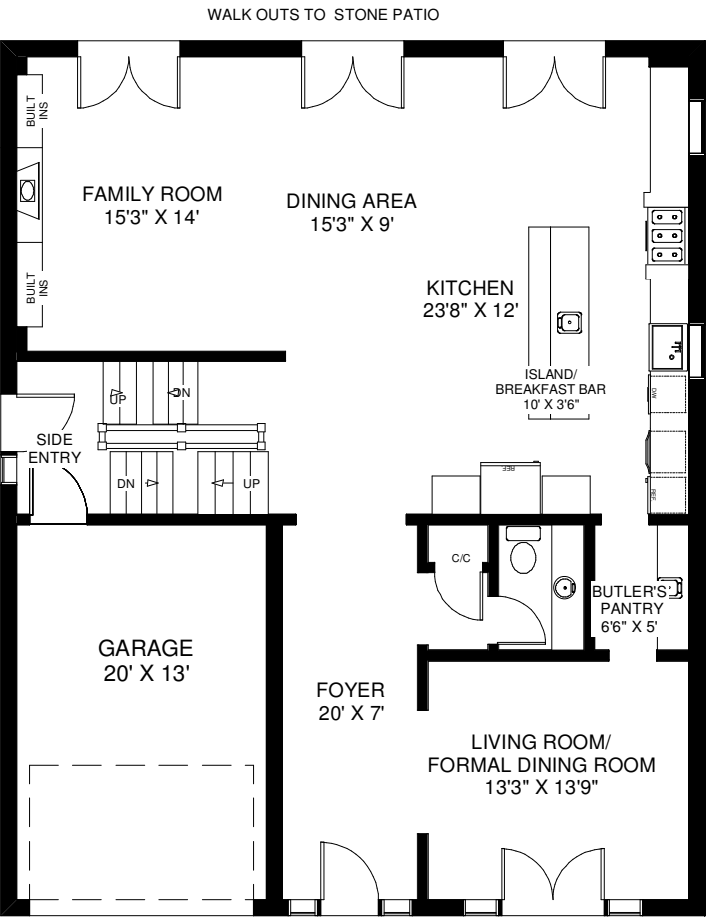 WALK OUTS TO STONE PATIO
BUILT
INS
FAMILY ROOM
15'3" X 14'
DINING AREA
15'3" X 9'
BUILT
INS
KITCHEN
23'8" X 12'
ISLAND/
BREAKFAST BAR
10' X 3'6"
D/W
UP
DN
SIDE
ENTRY
DN
UP
REF
REF
C/C
BUTLER'S
PANTRY
6'6" X 5'
GARAGE
20' X 13'
FOYER
20' X 7'
LIVING ROOM/
FORMAL DINING ROOM
13'3" X 13'9"